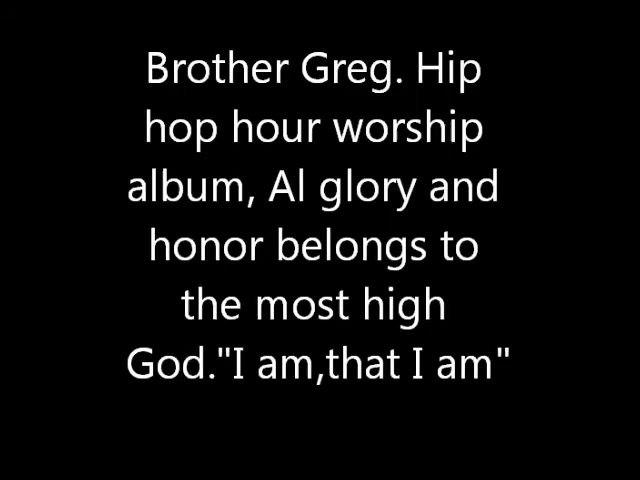 Brother Greg. Hip
hop hour worship
album, Al glory and
honor belongs to
the most high
God."I am,that I am"